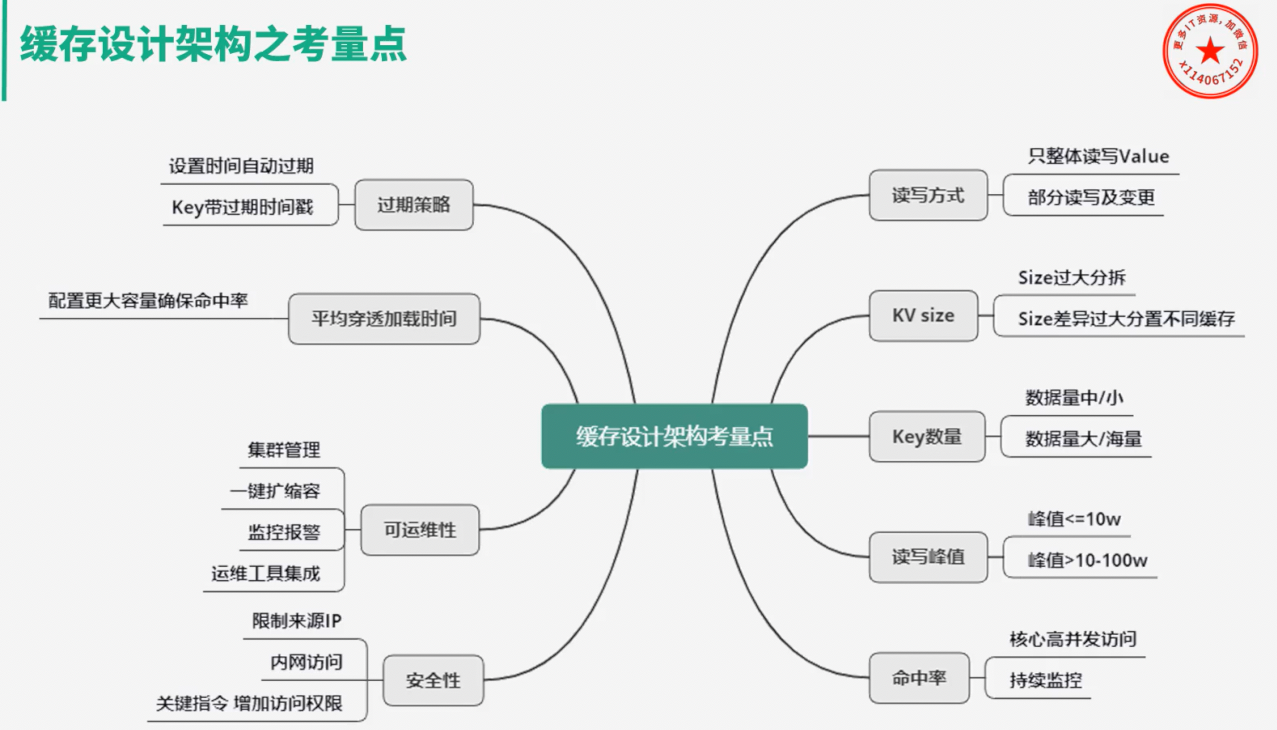 缓存设计架构之考量点
更多IT资源,加微信
x114067152
设置时间自动过期
Key带过期时间戳
过期策略
配置更大容量确保命中率
平均穿透加载时间
集群管理
一键扩缩容
监控报警
运维工具集成
可运维性
限制来源IP
内网访问
关键指令 增加访问权限
安全性
缓存设计架构考量点
读写方式
只整体读写Value
部分读写及变更
KV size
Size过大分拆
Size差异过大分置不同缓存
Key数量
数据量中/小
数据量大/海量
读写峰值
峰值<=10w
峰值>10-100w
命中率
核心高并发访问
持续监控